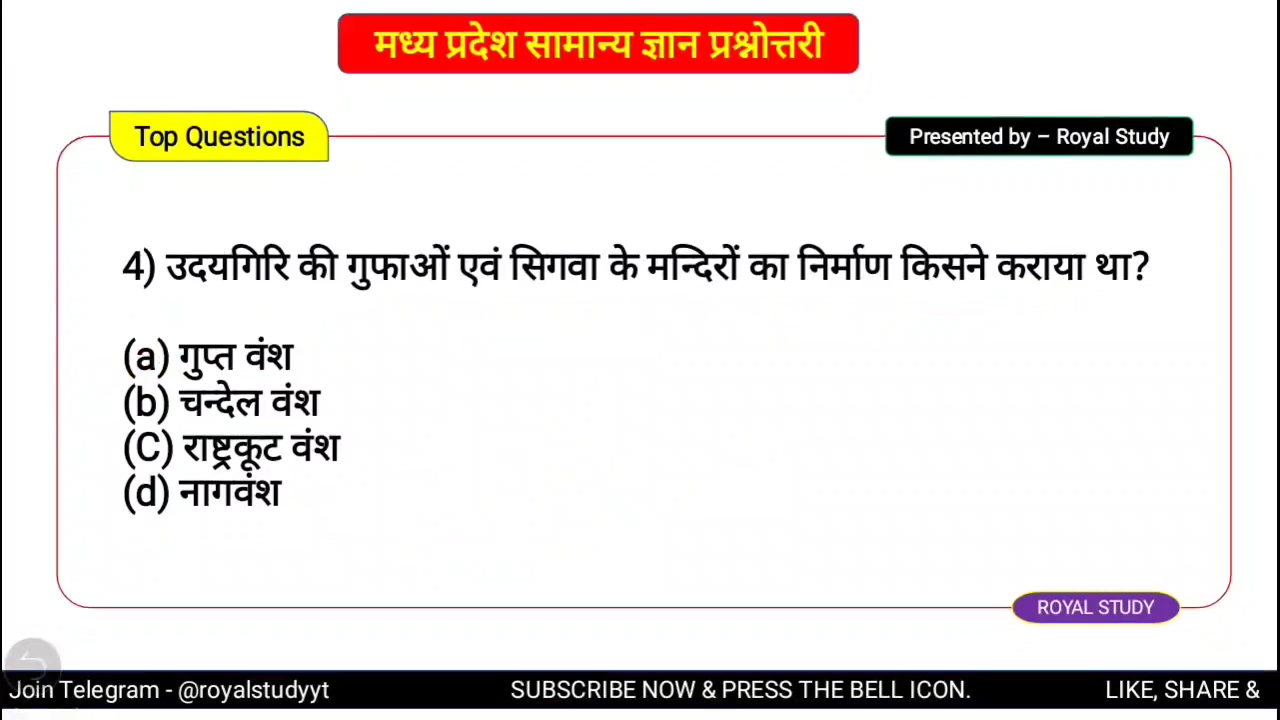 मध्य प्रदेश सामान्य ज्ञान प्रश्नोत्तरी
Top Questions
Presented by – Royal Study
4) उदयगिरि की गुफाओं एवं सिगवा के मन्दिरों का निर्माण किसने कराया था?
(a) गुप्त वंश
(b) चन्देल वंश
(C) राष्ट्रकूट वंश
(d) नागवंश
ROYAL STUDY
Join Telegram - @royalstudyyt
SUBSCRIBE NOW & PRESS THE BELL ICON.
LIKE, SHARE &